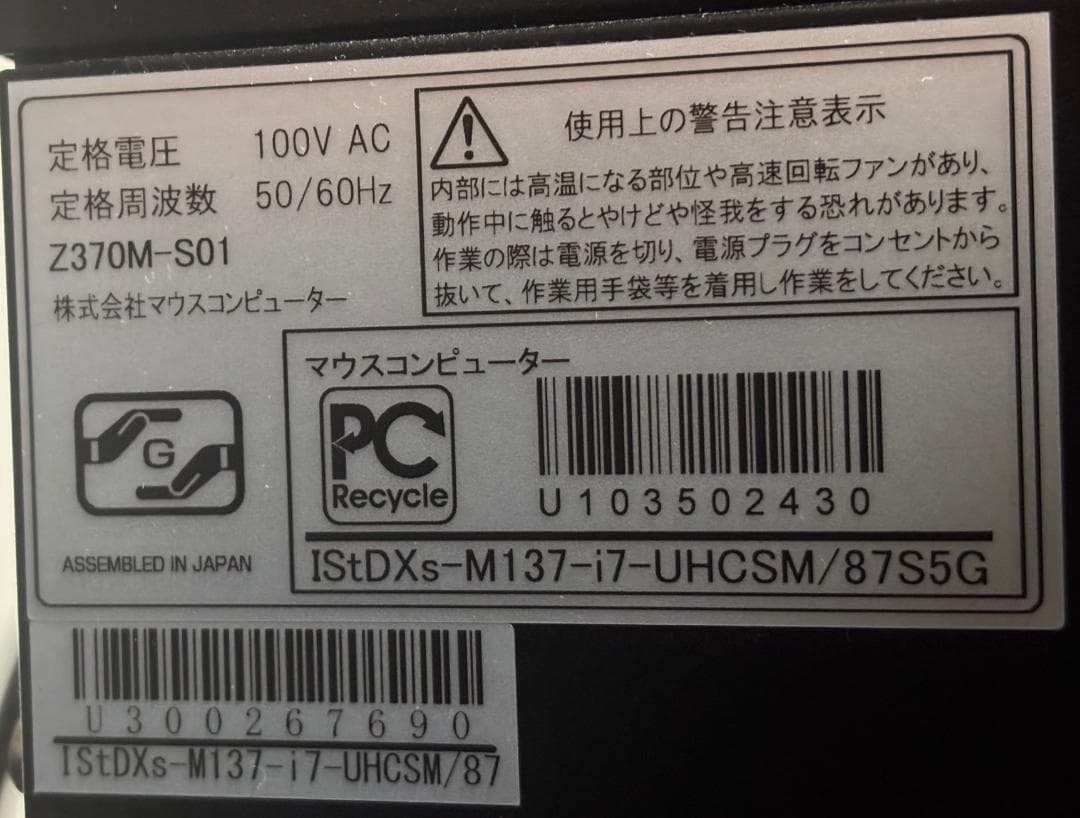 定格電圧 100V AC
定格周波数 50/60Hz
Z370M-S01
株式会社マウスコンピューター
使用上の警告注意表示
内部には高温になる部位や高速回転ファンがあり、
動作中に触るとやけどや怪我をする恐れがあります。
作業の際は電源を切り、電源プラグをコンセントから
抜いて、作業用手袋等を着用し作業をしてください。
G
ASSEMBLED IN JAPAN
マウスコンピューター
PC
Recycle
U103502430
IStDXs-M137-i7-UHCSM/87S5G
U300267690
IStDXs-M137-i7-UHCSM/87